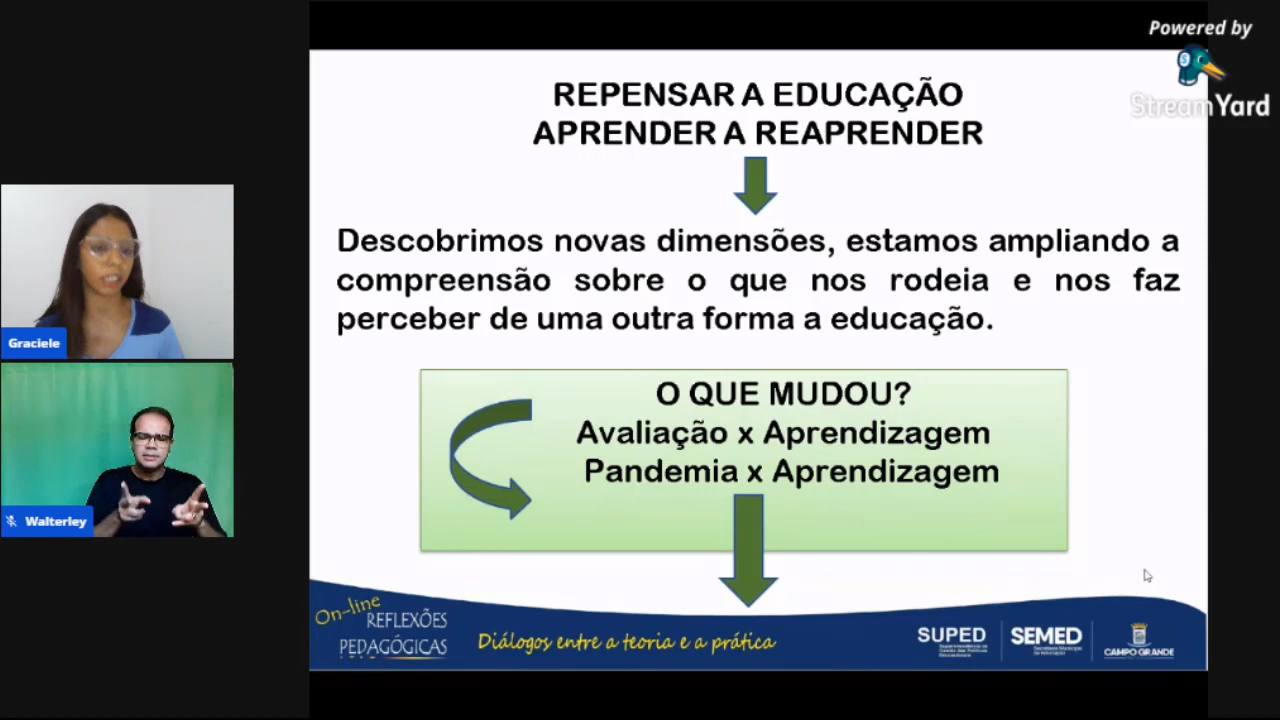 Powered by
StreamYard
REPENSAR A EDUCAÇÃO
APRENDER A REAPRENDER
Descobrimos novas dimensões, estamos ampliando a
compreensão sobre o que nos rodeia e nos faz
perceber de uma outra forma a educação.
O QUE MUDOU?
Avaliação x Aprendizagem
Pandemia x Aprendizagem
Graciele
Walterley
On-line
REFLEXÕES
PEDAGÓGICAS
Diálogos entre a teoria e a prática
SUPED
SEMED
CAMPO GRANDE